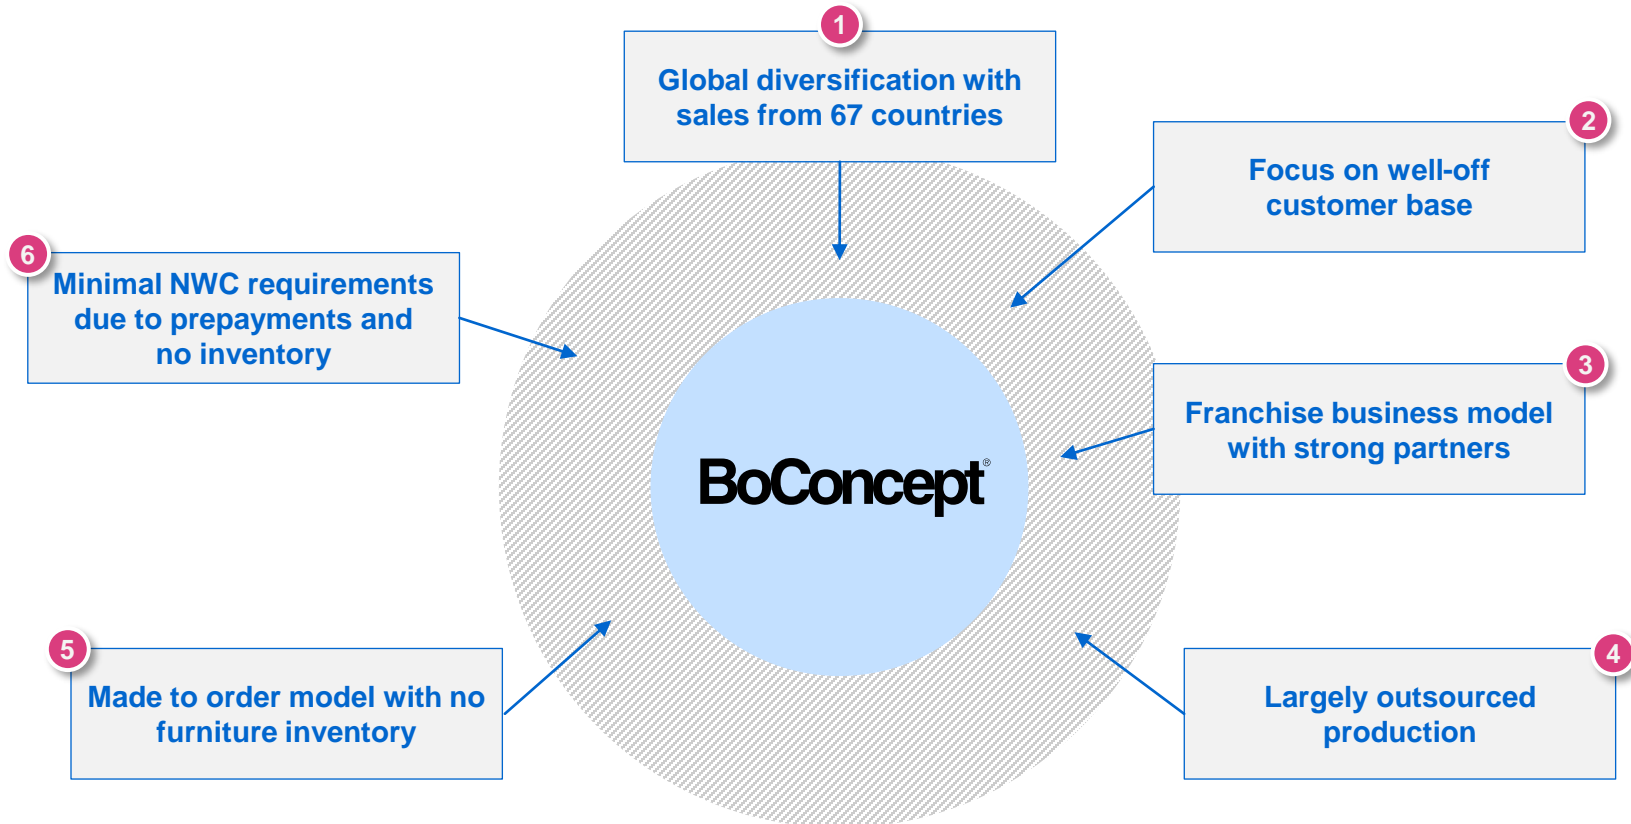 1
Global diversification with
sales from 67 countries
2
Focus on well-off
customer base
3
Franchise business model
with strong partners
4
Largely outsourced
production
5
Made to order model with no
furniture inventory
6
Minimal NWC requirements
due to prepayments and
no inventory
BoConcept®